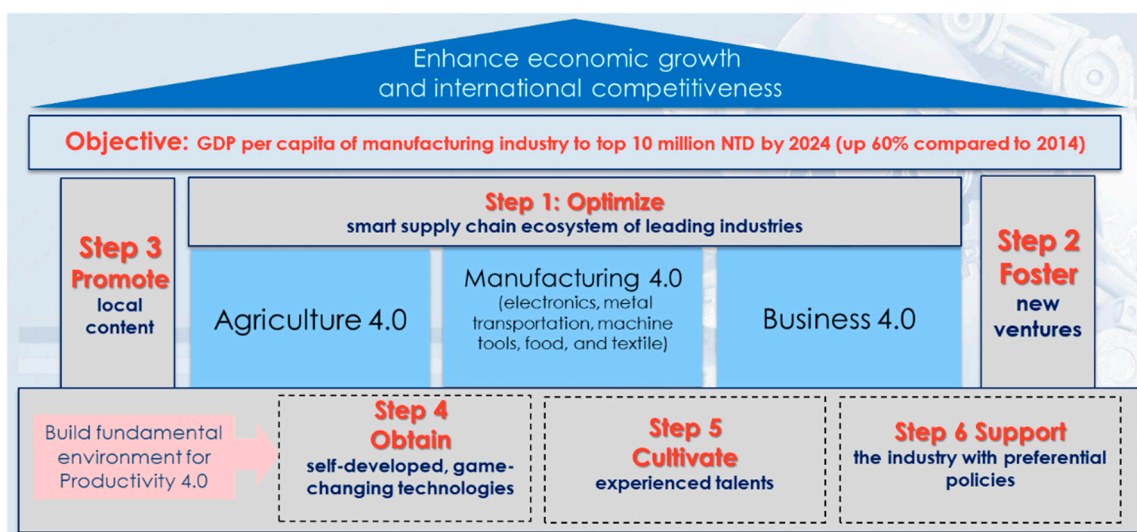 Enhance economic growth
and international competitiveness
Objective: GDP per capita of manufacturing industry to top 10 million NTD by 2024 (up 60% compared to 2014)
Step 3
Promote
local
content
Step 1: Optimize
smart supply chain ecosystem of leading industries
Agriculture 4.0
Manufacturing 4.0
(electronics, metal
transportation, machine
tools, food, and textile)
Business 4.0
Step 2
Foster
new
ventures
Build fundamental
environment for
Productivity 4.0
Step 4
Obtain
self-developed, game-
changing technologies
Step 5
Cultivate
experienced talents
Step 6 Support
the industry with preferential
policies